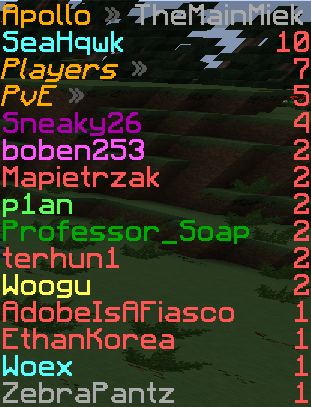 Apollo » TheMainMiek
SeaHqwk 10
Players » 7
PvE » 5
Sneaky26 4
boben253 2
Mapietrzak 2
p1an 2
Professor_Soap 2
terhun1 2
Woogu 2
AdobeIsAFiasco 1
EthanKorea 1
Woex 1
ZebraPantz 1